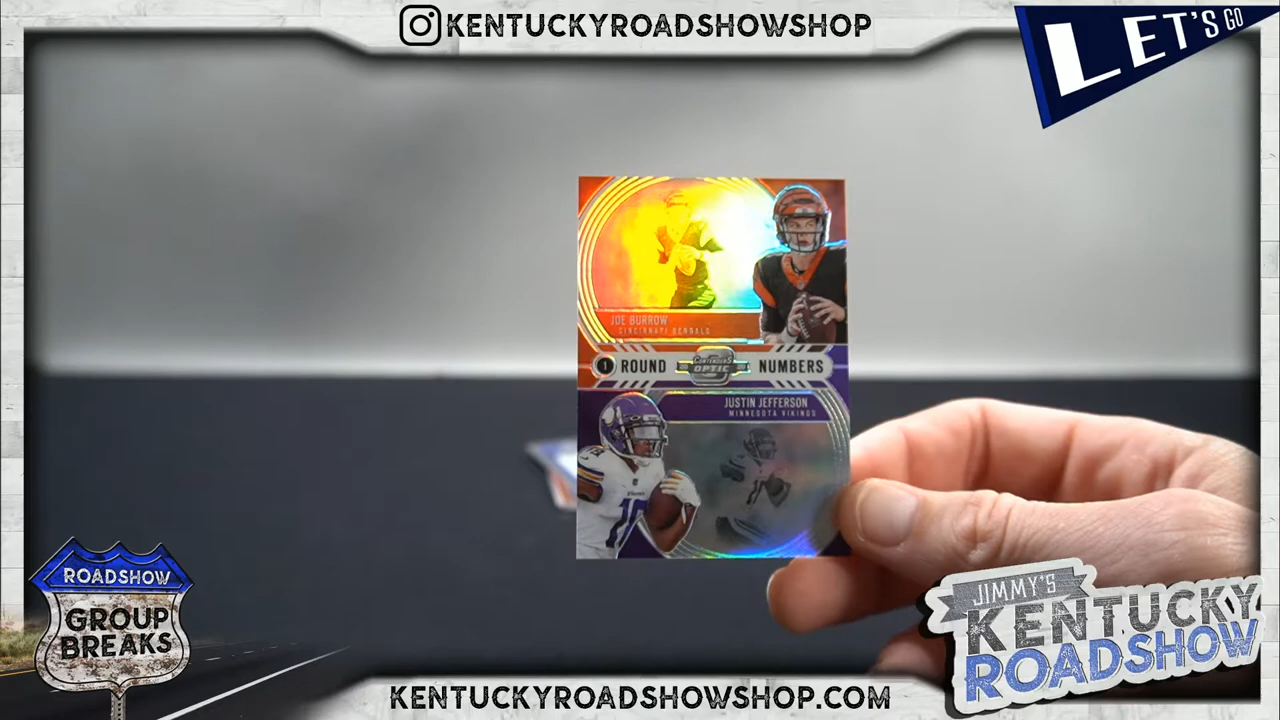 KENTUCKYROADSHOWSHOP
LET'S GO
JOE BURROW
CINCINNATI BENGALS
1 ROUND CONTENDERS OPTIC NUMBERS
JUSTIN JEFFERSON
MINNESOTA VIKINGS
ROADSHOW
GROUP
BREAKS
JIMMY'S
KENTUCKY
ROADSHOW
KENTUCKYROADSHOWSHOP.COM